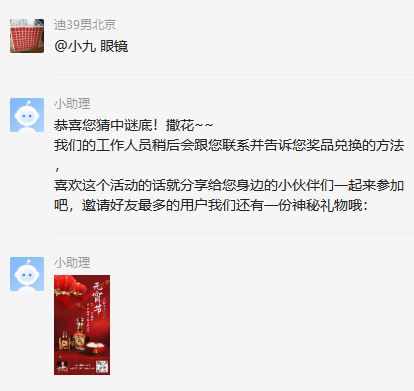 迪39男北京
@小九 眼镜
小助理
恭喜您猜中谜底！撒花~~
我们的工作人员稍后会跟您联系并告诉您奖品兑换的方法
，
喜欢这个活动的话就分享给您身边的小伙伴们一起来参加
吧，邀请好友最多的用户我们还有一份神秘礼物哦：
小助理
元宵节